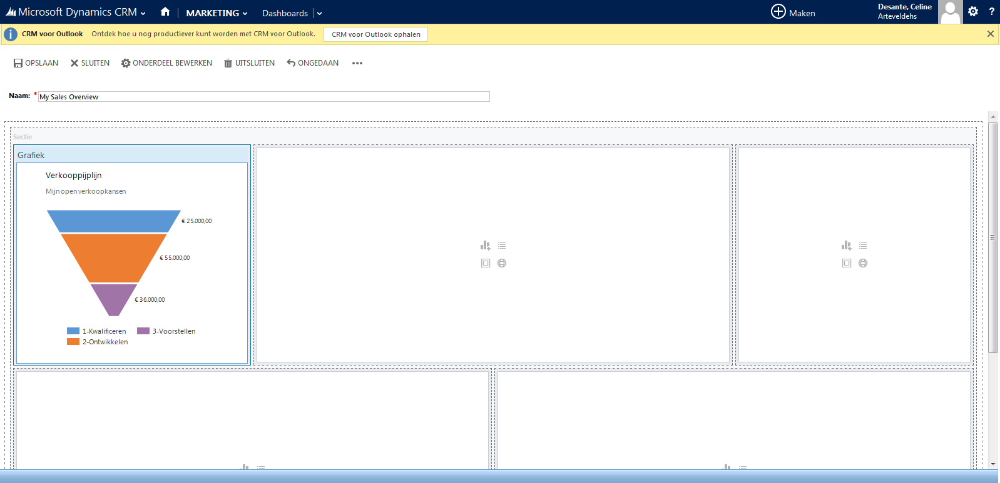 Microsoft Dynamics CRM MARKETING Dashboards Maken Desante, Celine
Arteveldehs ?
CRM voor Outlook Ontdek hoe u nog productiever kunt worden met CRM voor Outlook. CRM voor Outlook ophalen
OPSLAAN SLUITEN ONDERDEEL BEWERKEN UITSLUITEN ONGEDAAN
Naam: * My Sales Overview
Sectie
Grafiek
Verkooppijplijn
Mijn open verkoopkansen
€ 25.000,00
€ 55.000,00
€ 36.000,00
1-Kwalificeren 3-Voorstellen
2-Ontwikkelen